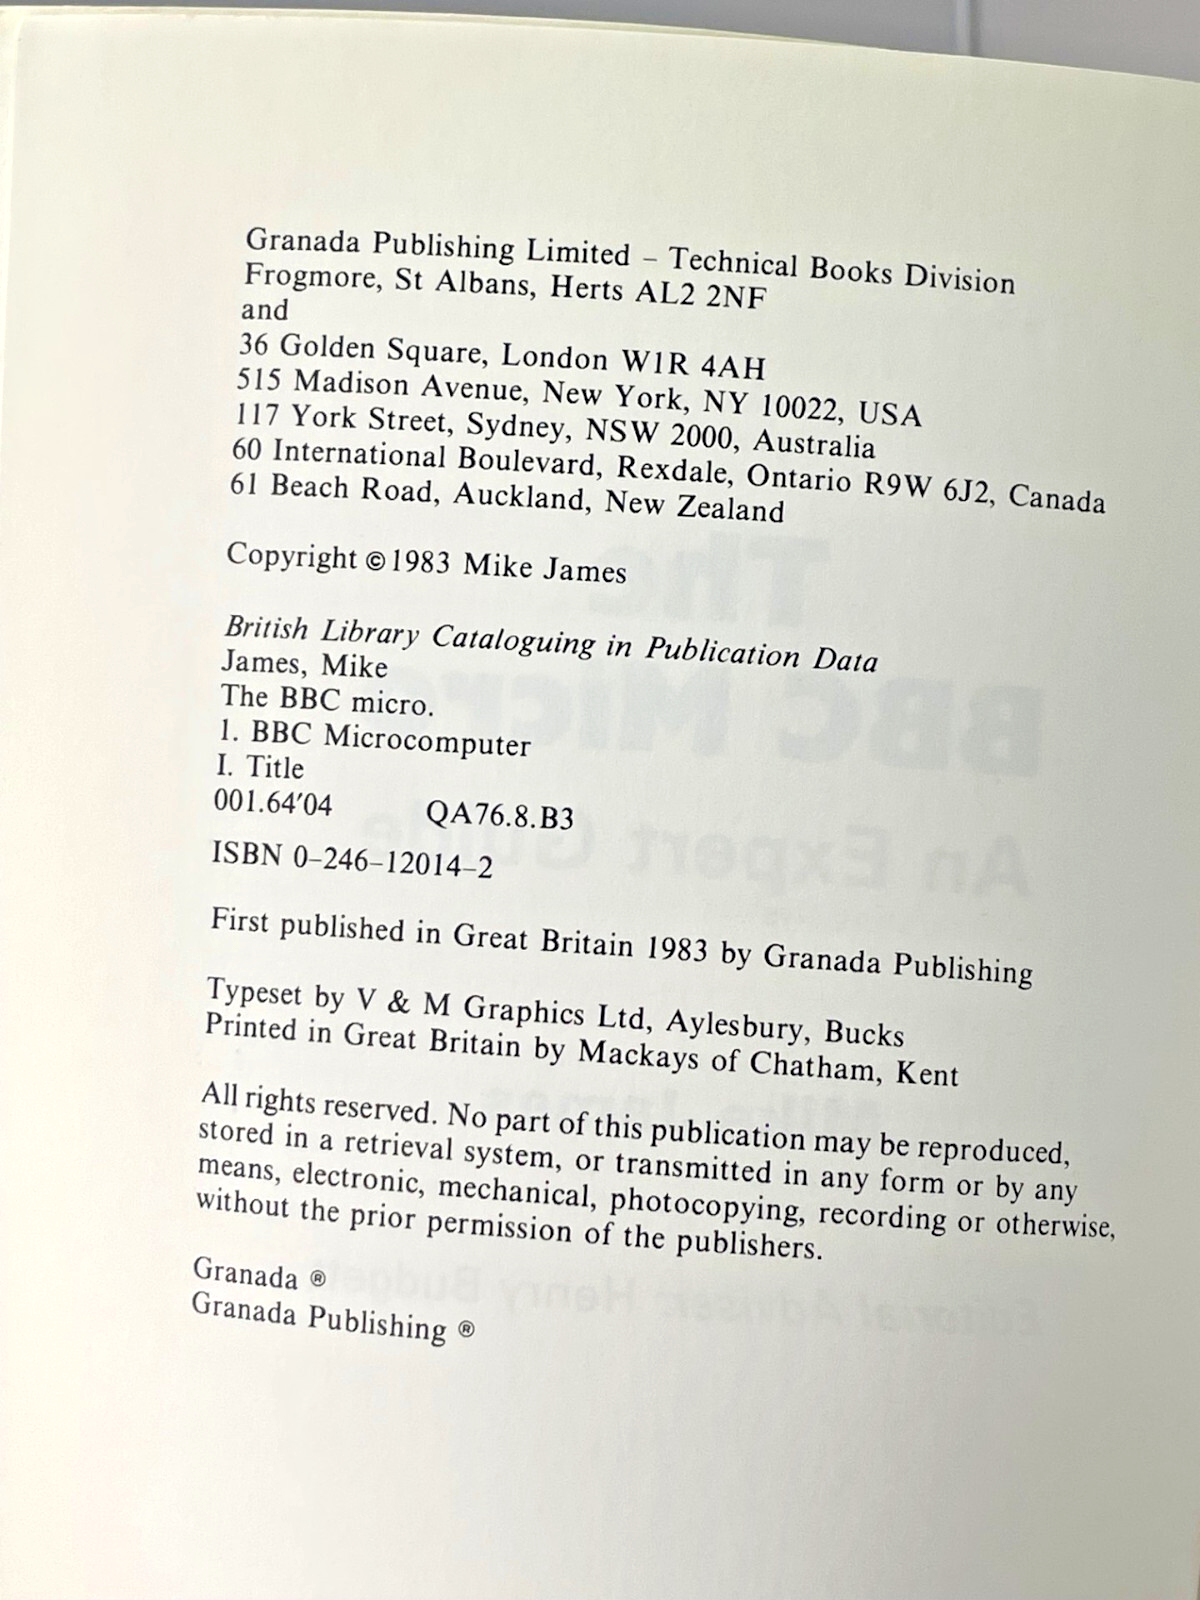 Granada Publishing Limited – Technical Books Division
Frogmore, St Albans, Herts AL2 2NF
and
36 Golden Square, London W1R 4AH
515 Madison Avenue, New York, NY 10022, USA
117 York Street, Sydney, NSW 2000, Australia
60 International Boulevard, Rexdale, Ontario R9W 6J2, Canada
61 Beach Road, Auckland, New Zealand
Copyright © 1983 Mike James
British Library Cataloguing in Publication Data
James, Mike
The BBC micro.
1. BBC Microcomputer
I. Title
001.64'04 QA76.8.B3
ISBN 0–246–12014–2
First published in Great Britain 1983 by Granada Publishing
Typeset by V & M Graphics Ltd, Aylesbury, Bucks
Printed in Great Britain by Mackays of Chatham, Kent
All rights reserved. No part of this publication may be reproduced,
stored in a retrieval system, or transmitted in any form or by any
means, electronic, mechanical, photocopying, recording or otherwise,
without the prior permission of the publishers.
Granada ®
Granada Publishing ®